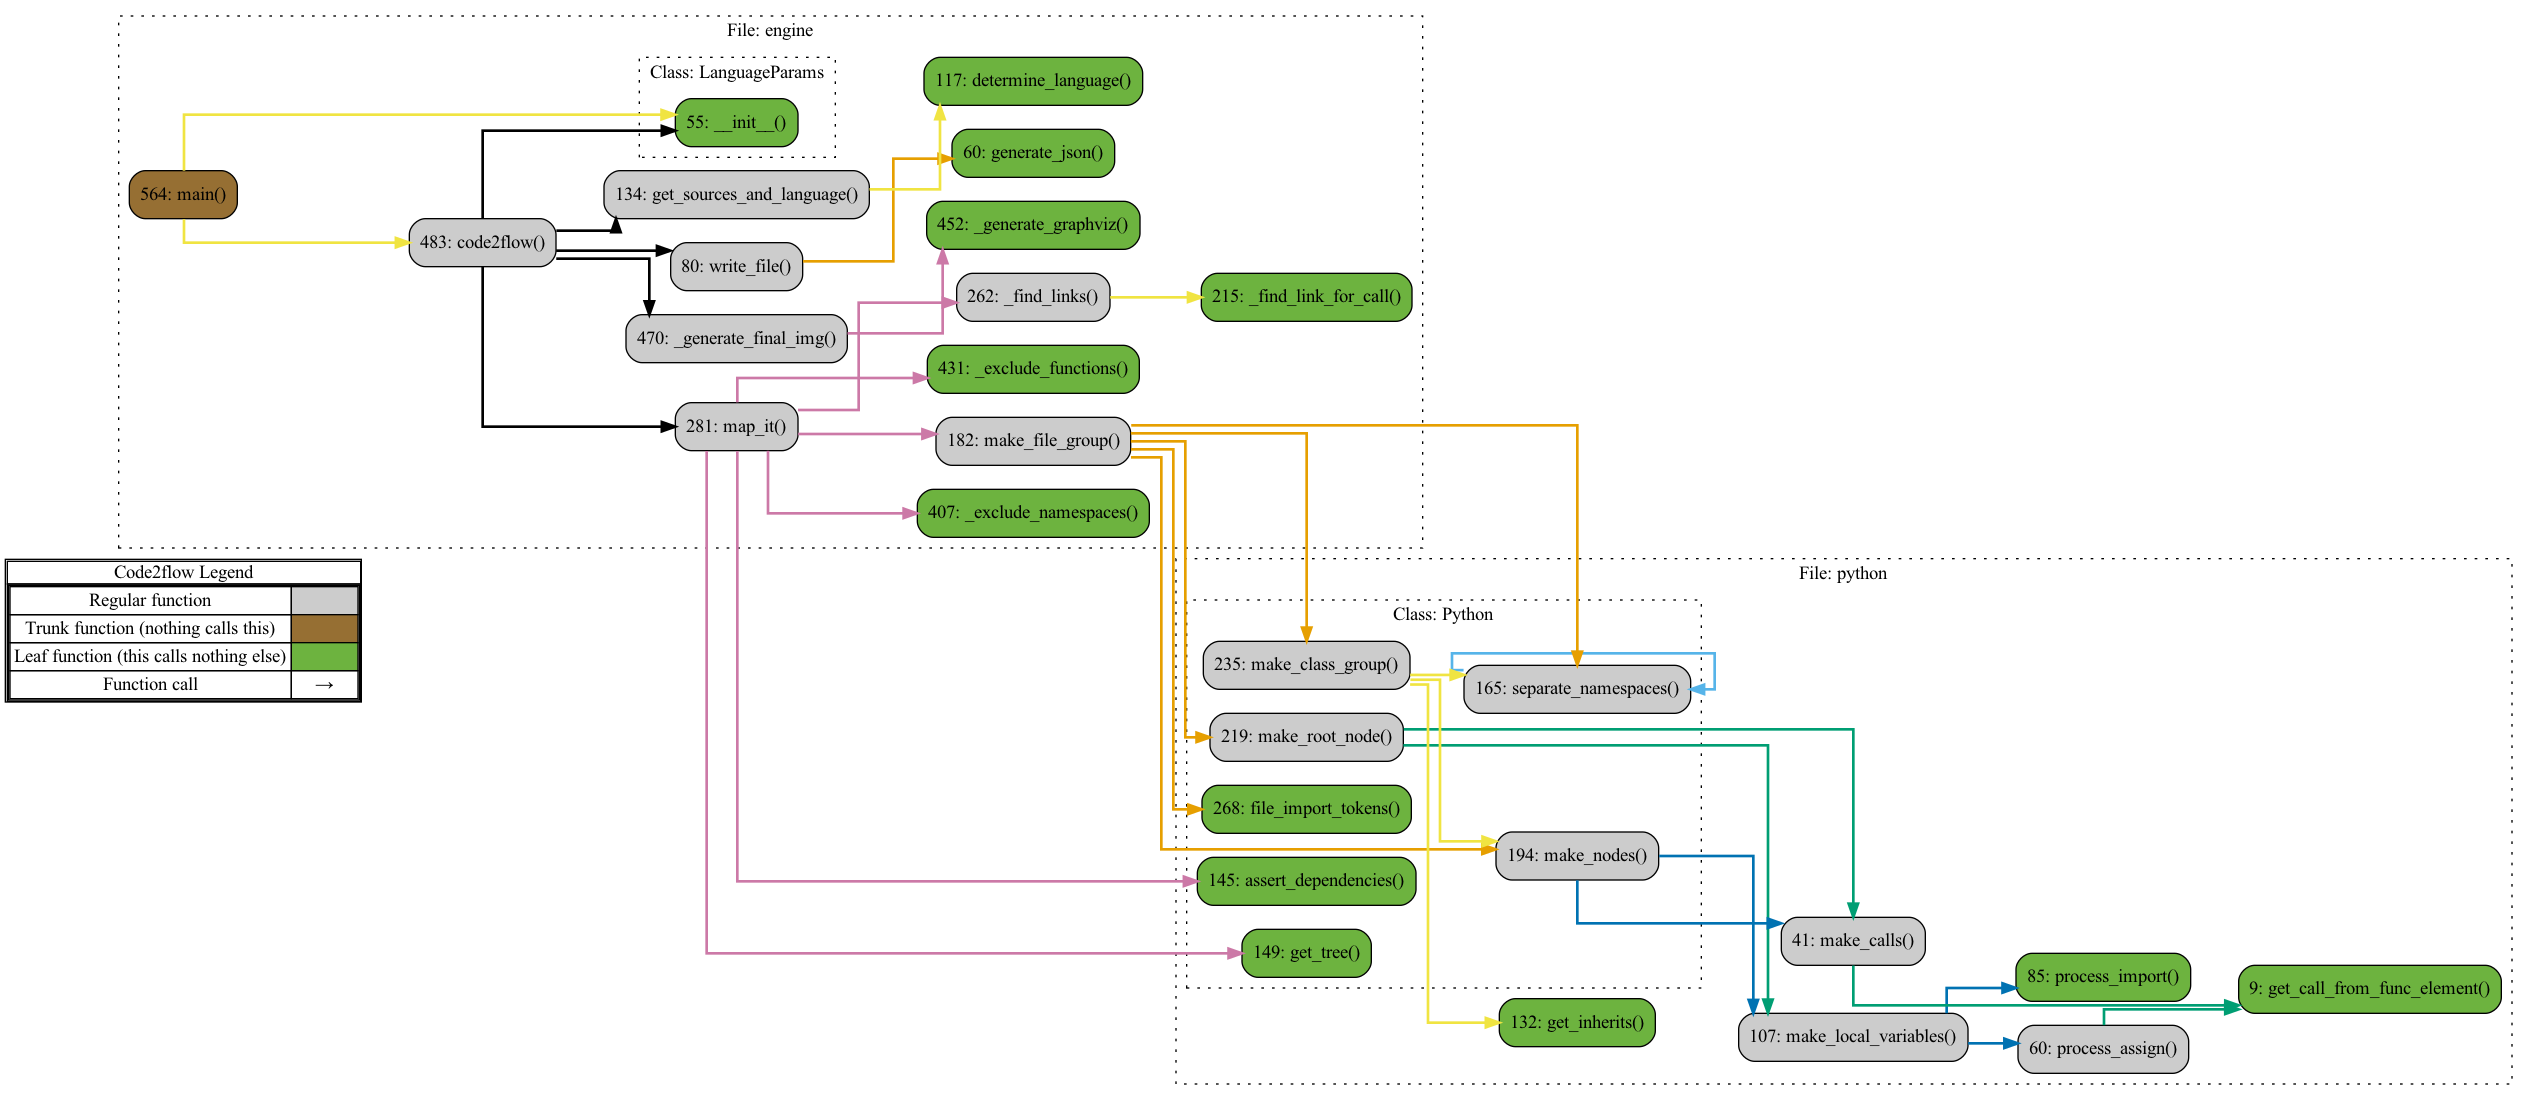 File: engine
Class: LanguageParams
117: determine_language()
55: __init__()
60: generate_json()
564: main()
134: get_sources_and_language()
452: _generate_graphviz()
483: code2flow()
80: write_file()
262: _find_links()
215: _find_link_for_call()
470: _generate_final_img()
431: _exclude_functions()
281: map_it()
182: make_file_group()
407: _exclude_namespaces()
Code2flow Legend
Regular function
Trunk function (nothing calls this)
Leaf function (this calls nothing else)
Function call →
File: python
Class: Python
235: make_class_group()
165: separate_namespaces()
219: make_root_node()
268: file_import_tokens()
194: make_nodes()
145: assert_dependencies()
41: make_calls()
149: get_tree()
85: process_import()
9: get_call_from_func_element()
132: get_inherits()
107: make_local_variables()
60: process_assign()